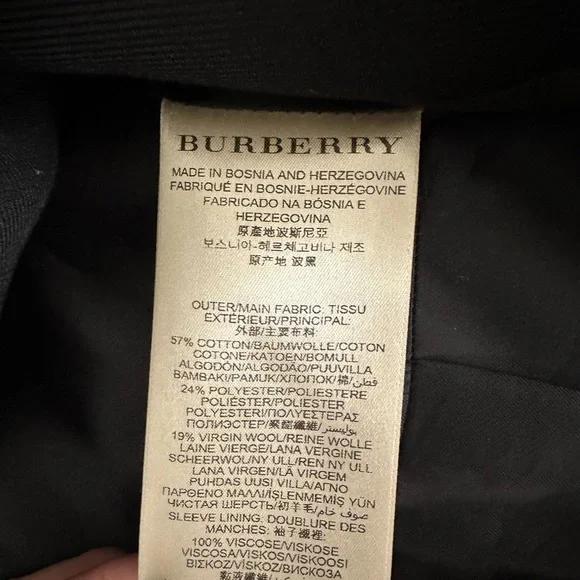 BURBERRY
MADE IN BOSNIA AND HERZEGOVINA
FABRIQUÉ EN BOSNIE-HERZÉGOVINE
FABRICADO NA BÓSNIA E
HERZEGOVINA
原產地波斯尼亞
보스니아-헤르체고비나 제조
原产地 波黑
OUTER/MAIN FABRIC: TISSU
EXTÉRIEUR/PRINCIPAL:
外部/主要布料
57% COTTON/BAUMWOLLE/COTON
COTONE/KATOEN/BOMULL
ALGODÓN/ALGODÃO/PUUVILLA
ΒΑΜΒΑΚΙ/PAMUK/ХЛОПОК/棉/قطن
24% POLYESTER/POLIESTERE
POLIÉSTER/POLIESTER
POLYESTERI/ΠΟΛΥΕΣΤΕΡΑΣ
ПОЛИЭСТЕР/聚酯纖維/بوليستر
19% VIRGIN WOOL/REINE WOLLE
LAINE VIERGE/LANA VERGINE
SCHEERWOL/NY ULL/REN NY ULL
LANA VIRGEN/LÃ VIRGEM
PUHDAS UUSI VILLA/ΑΓΝΟ
ΠΑΡΘΕΝΟ ΜΑΛΛΙ/İŞLENMEMİŞ YÜN
ЧИСТАЯ ШЕРСТЬ/初羊毛/صوف خام
SLEEVE LINING: DOUBLURE DES
MANCHES: 袖子襯裡:
100% VISCOSE/VISKOSE
VISCOSA/VISKOS/VISKOOSI
ΒΙΣΚΟΖ/VİSKOZ/ВИСКОЗА